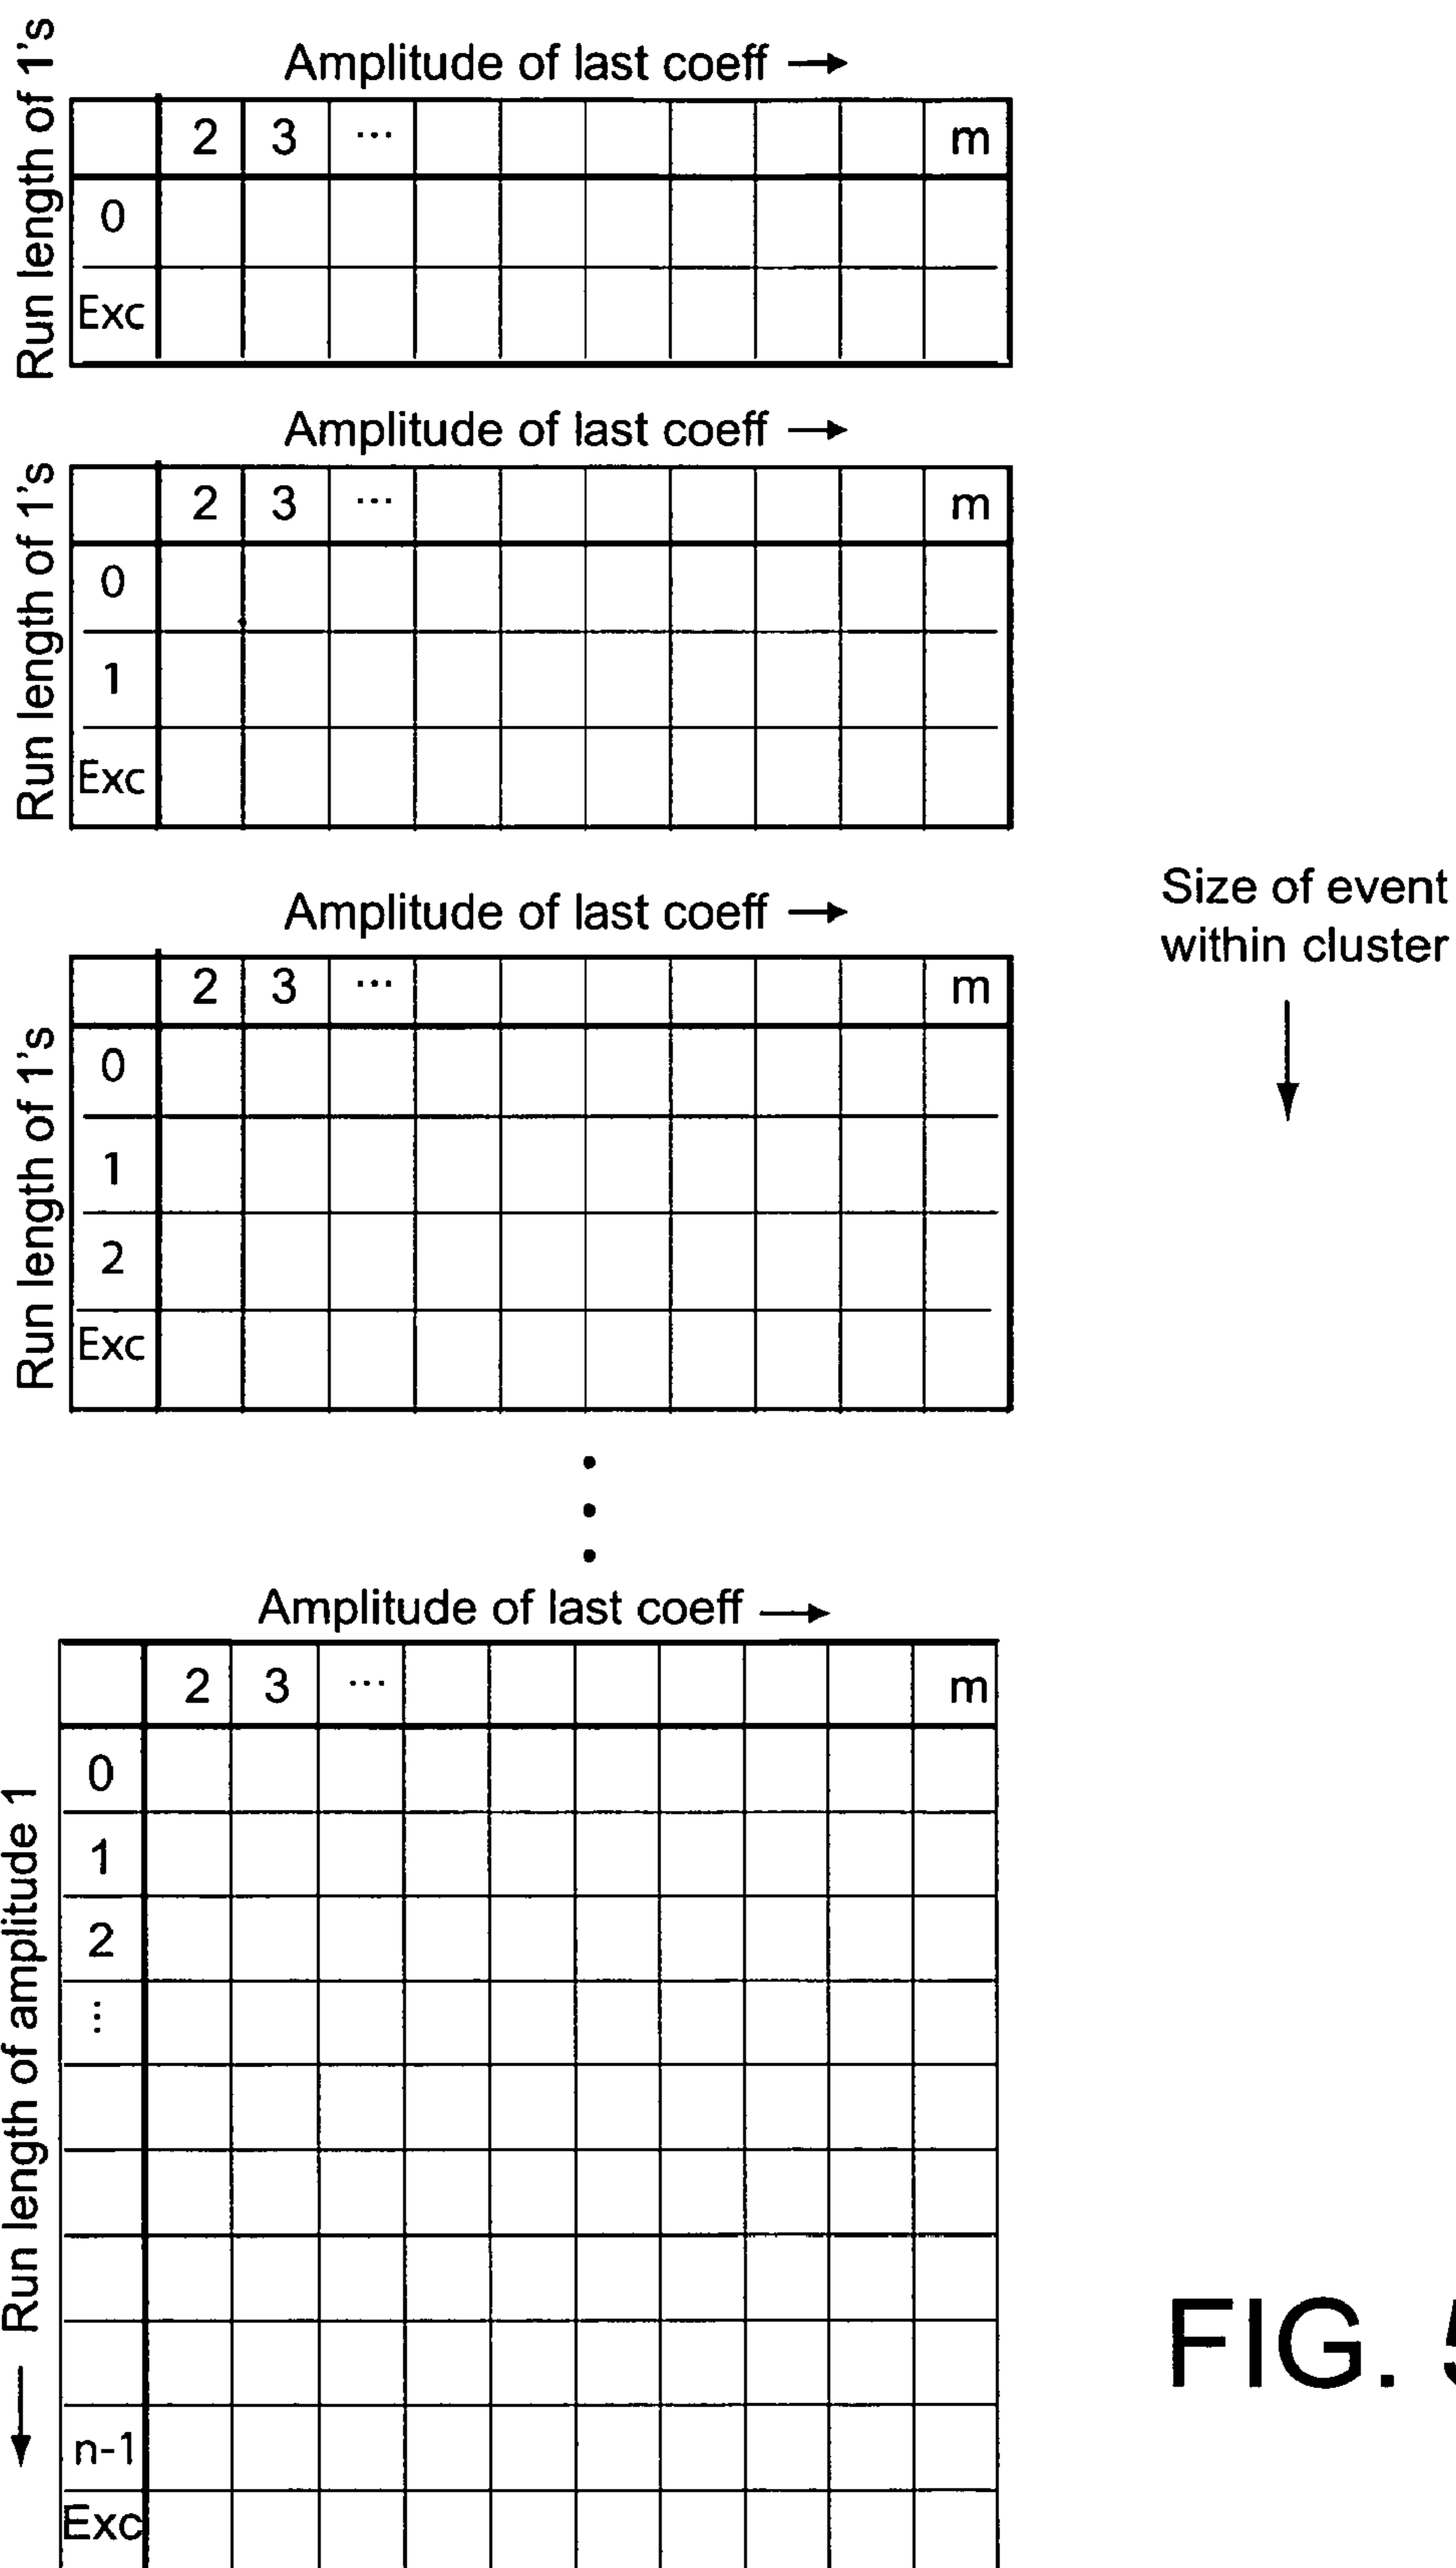 Amplitude of last coeff →
Run length of 1's
2 3 ... m
0
Exc
Amplitude of last coeff →
Run length of 1's
2 3 ... m
0
1
Exc
Amplitude of last coeff →
Run length of 1's
2 3 ... m
0
1
2
Exc
Size of event
within cluster
Amplitude of last coeff →
Run length of amplitude 1
2 3 ... m
0
1
2
...
n-1
Exc
FIG. 5